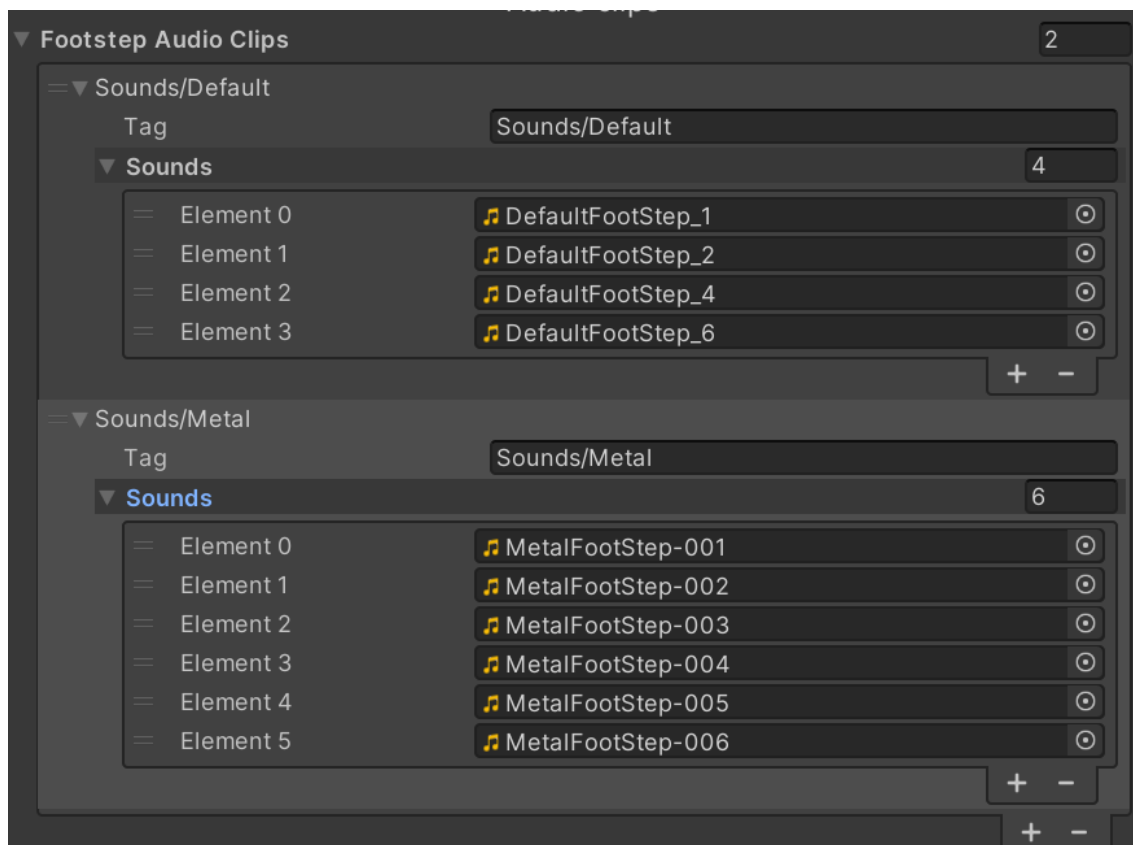 Footstep Audio Clips 2
Sounds/Default
Tag Sounds/Default
Sounds 4
Element 0 DefaultFootStep_1
Element 1 DefaultFootStep_2
Element 2 DefaultFootStep_4
Element 3 DefaultFootStep_6
+ −
Sounds/Metal
Tag Sounds/Metal
Sounds 6
Element 0 MetalFootStep-001
Element 1 MetalFootStep-002
Element 2 MetalFootStep-003
Element 3 MetalFootStep-004
Element 4 MetalFootStep-005
Element 5 MetalFootStep-006
+ −
+ −